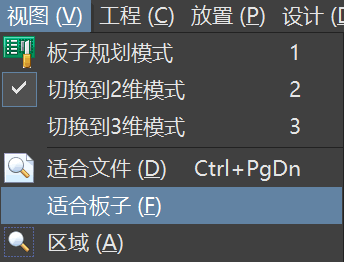 视图 (V) 工程 (C) 放置 (P) 设计 (D
板子规划模式 1
切换到2维模式 2
切换到3维模式 3
适合文件 (D) Ctrl+PgDn
适合板子 (F)
区域 (A)